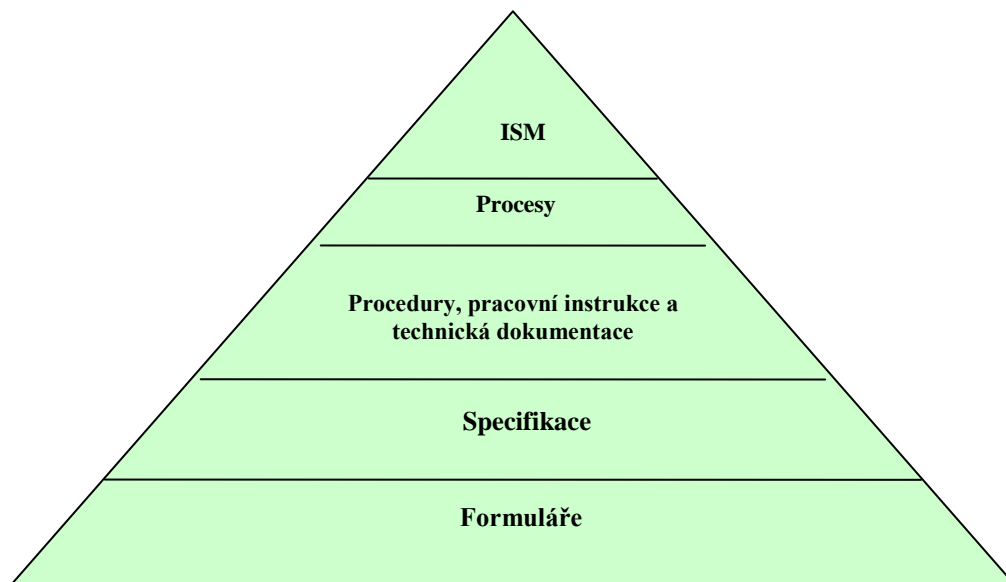 ISM
Procesy
Procedury, pracovní instrukce a
technická dokumentace
Specifikace
Formuláře